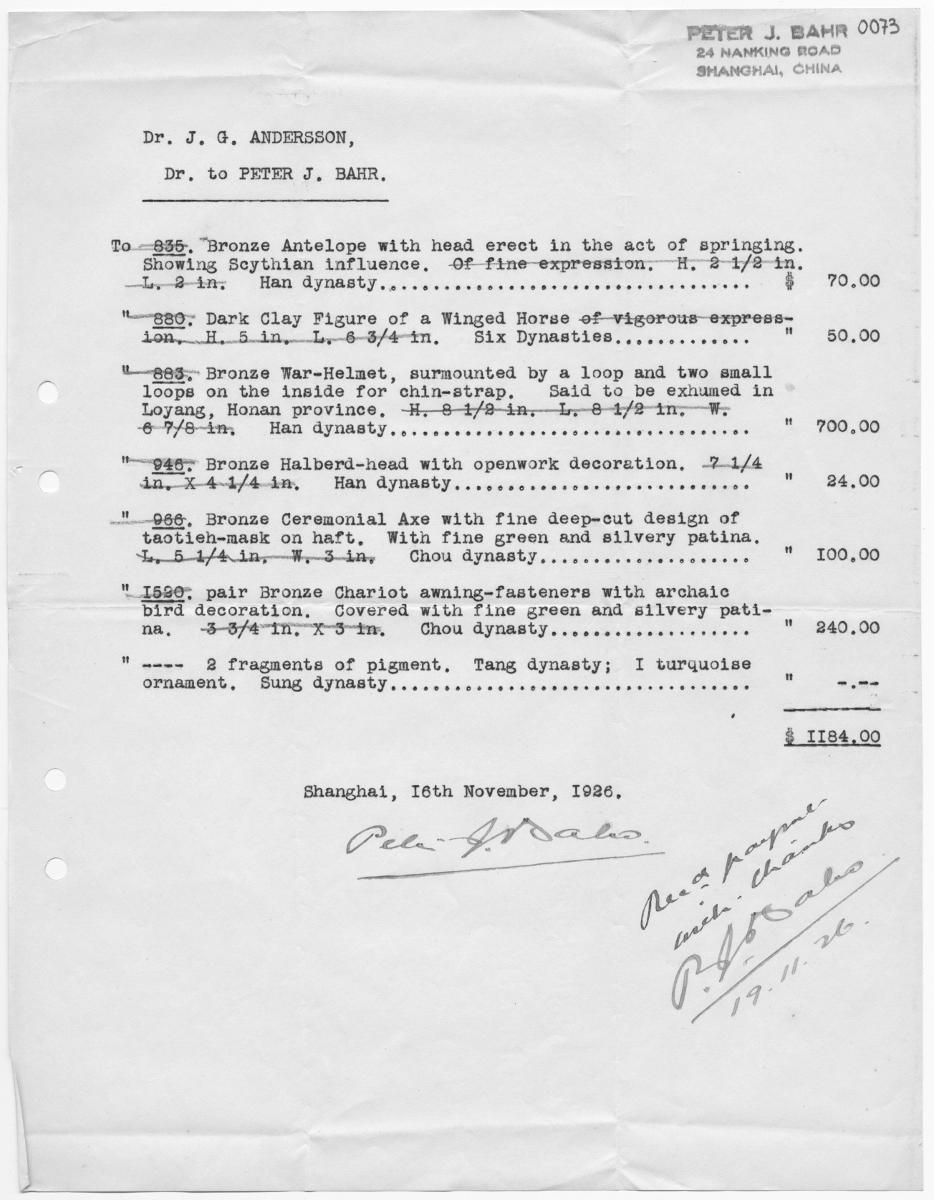 PETER J. BAHR 0073
24 NANKING ROAD
SHANGHAI, CHINA
Dr. J. G. ANDERSSON,
Dr. to PETER J. BAHR.
To 835. Bronze Antelope with head erect in the act of springing.
Showing Scythian influence. Of fine expression. H. 2 1/2 in.
L. 2 in. Han dynasty.................................. $ 70.00
" 880. Dark Clay Figure of a Winged Horse of vigorous express-
ion. H. 5 in. L. 6 3/4 in. Six Dynasties............. " 50.00
" 883. Bronze War-Helmet, surmounted by a loop and two small
loops on the inside for chin-strap. Said to be exhumed in
Loyang, Honan province. H. 8 1/2 in. L. 8 1/2 in. W.
6 7/8 in. Han dynasty.................................. " 700.00
" 946. Bronze Halberd-head with openwork decoration. 7 1/4
in. X 4 1/4 in. Han dynasty............................ " 24.00
" 966. Bronze Ceremonial Axe with fine deep-cut design of
taotieh-mask on haft. With fine green and silvery patina.
L. 5 1/4 in. W. 3 in. Chou dynasty.................... " I00.00
" I520. pair Bronze Chariot awning-fasteners with archaic
bird decoration. Covered with fine green and silvery pati-
na. 3 3/4 in. X 3 in. Chou dynasty................... " 240.00
" ---- 2 fragments of pigment. Tang dynasty; I turquoise
ornament. Sung dynasty.................................. " -.--
$ II84.00
Shanghai, I6th November, I926.
Peter J. Bahr.
Rec'd payment
with thanks
P. J. Bahr
19.11.26.